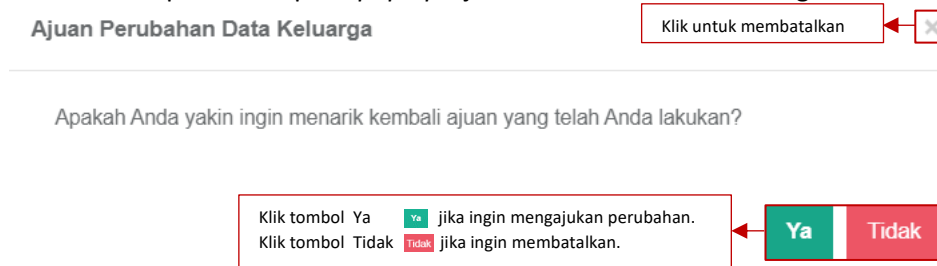 Ajuan Perubahan Data Keluarga
Klik untuk membatalkan
Apakah Anda yakin ingin menarik kembali ajuan yang telah Anda lakukan?
Klik tombol Ya Ya jika ingin mengajukan perubahan.
Klik tombol Tidak Tidak jika ingin membatalkan.
Ya Tidak